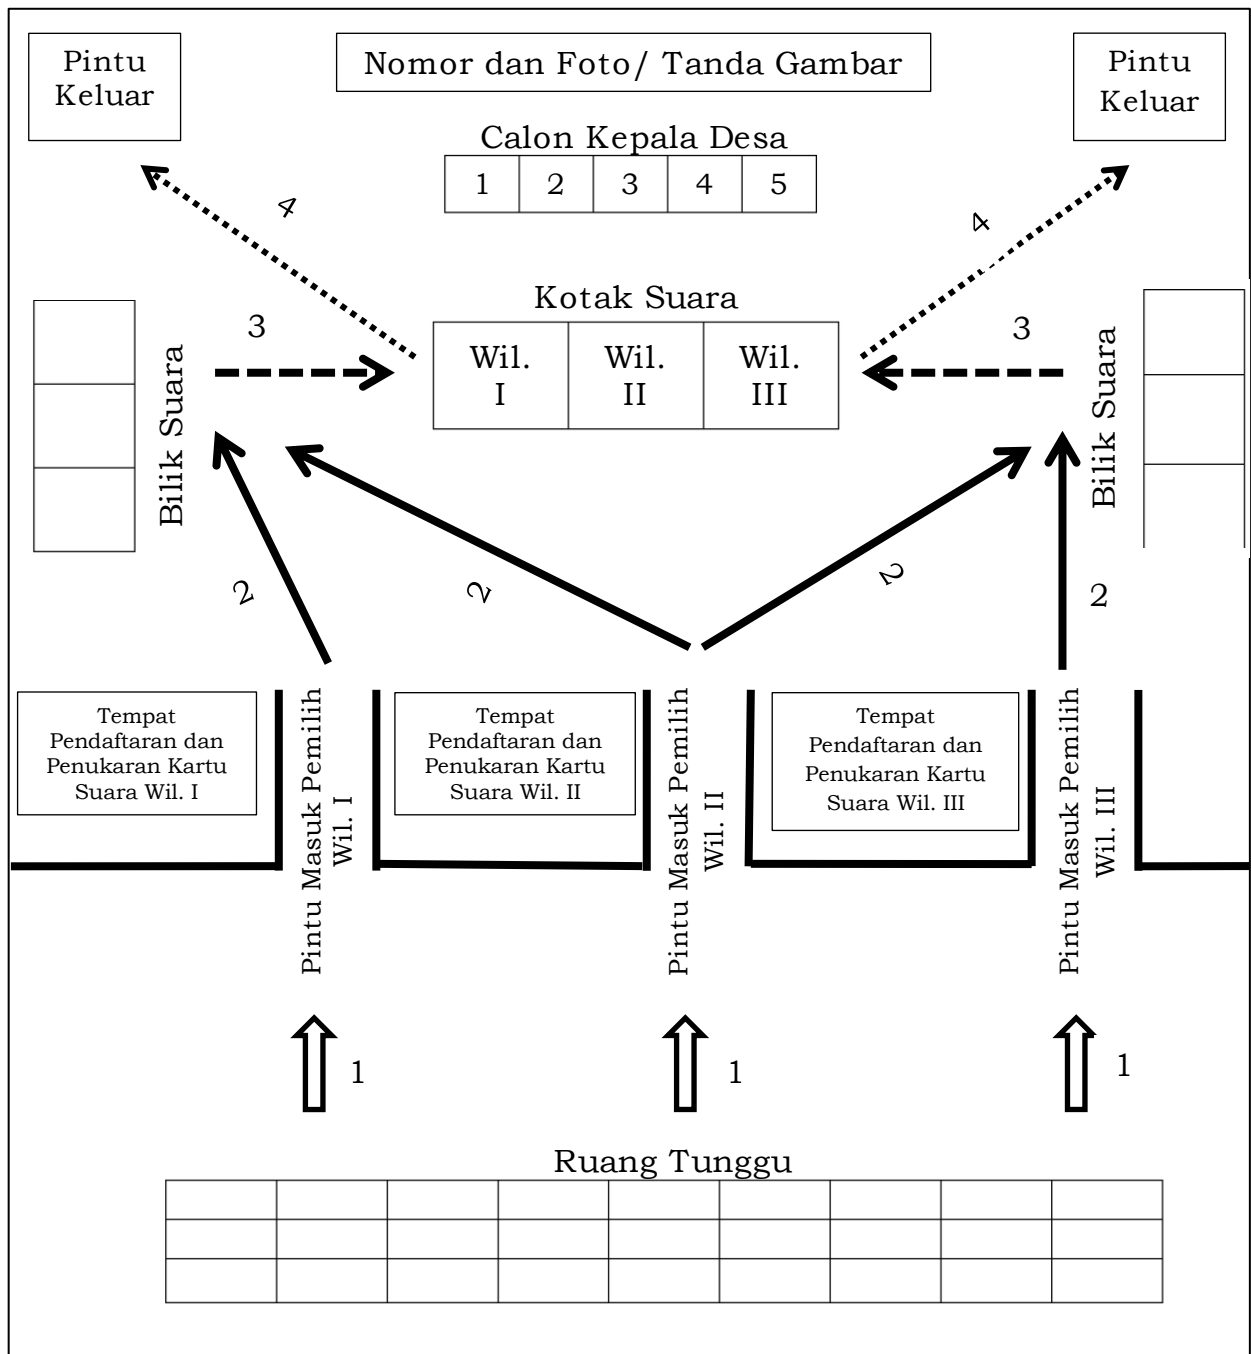 Pintu
Keluar
Nomor dan Foto/ Tanda Gambar
Pintu
Keluar
Calon Kepala Desa
1 2 3 4 5
4
4
Kotak Suara
3
3
Wil.
I
Wil.
II
Wil.
III
Bilik Suara
Bilik Suara
2
2
2
2
Tempat
Pendaftaran dan
Penukaran Kartu
Suara Wil. I
Pintu Masuk Pemilih
Wil. I
Tempat
Pendaftaran dan
Penukaran Kartu
Suara Wil. II
Pintu Masuk Pemilih
Wil. II
Tempat
Pendaftaran dan
Penukaran Kartu
Suara Wil. III
Pintu Masuk Pemilih
Wil. III
1
1
1
Ruang Tunggu